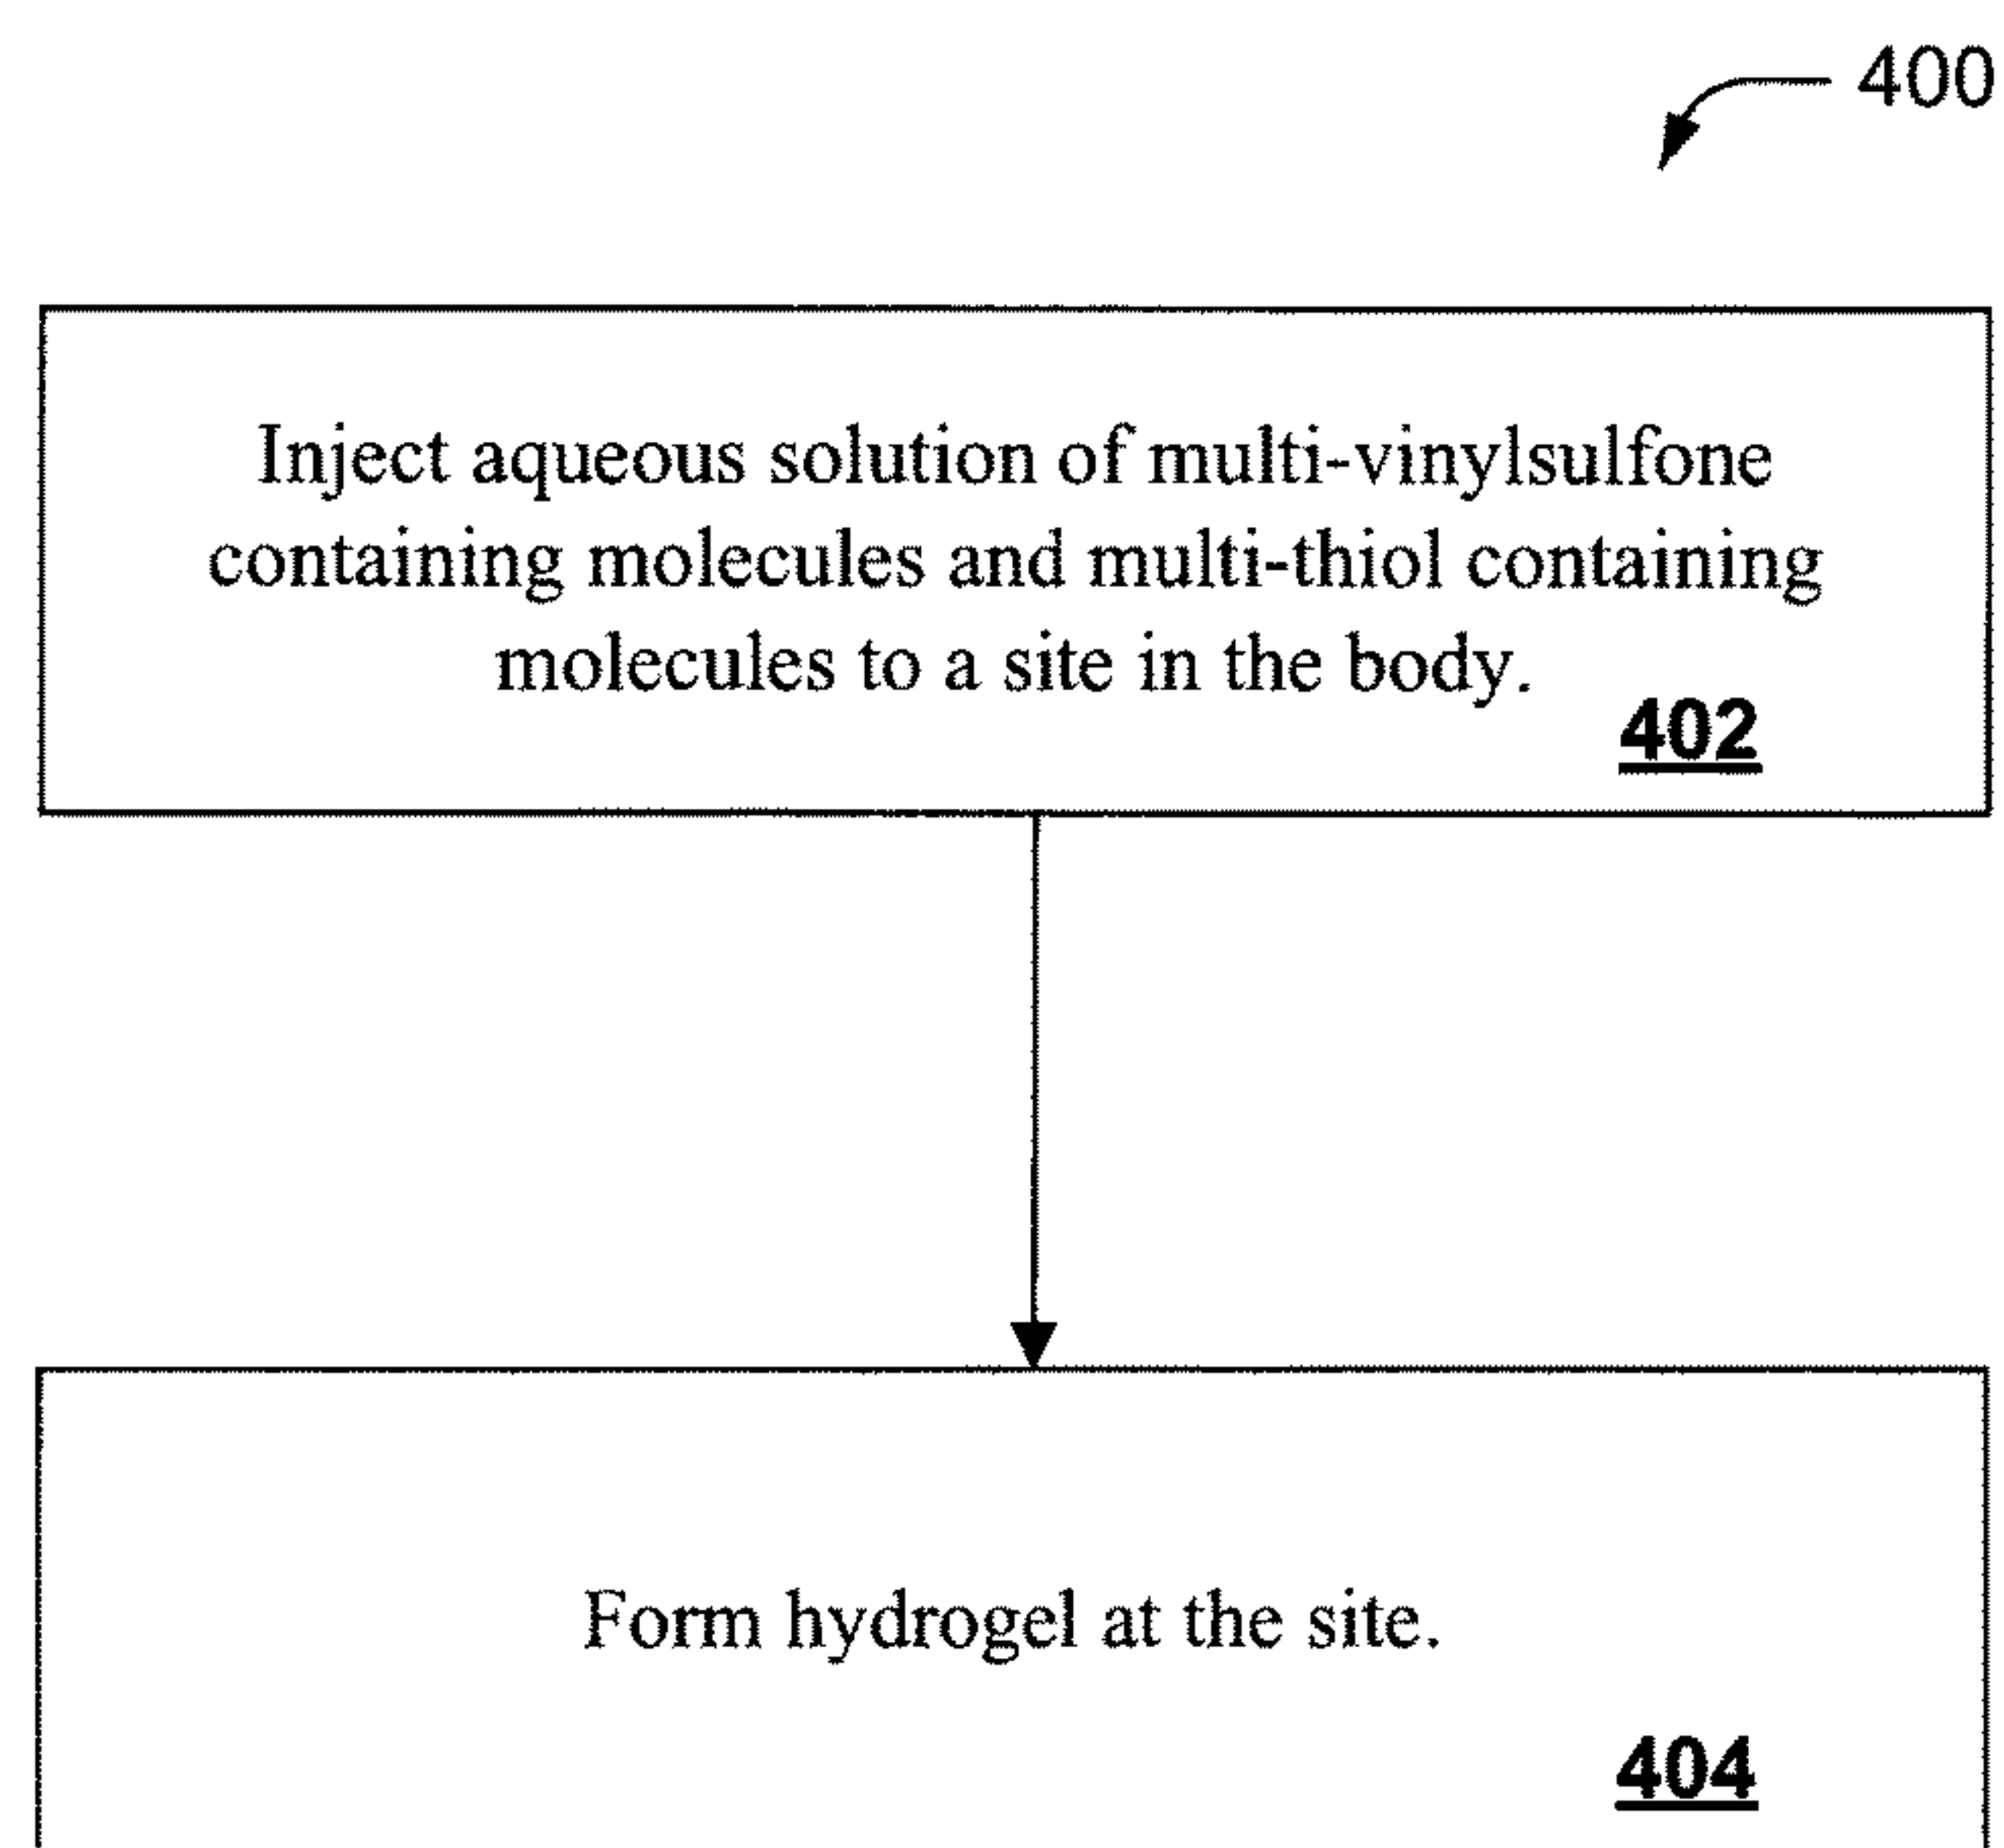 400
Inject aqueous solution of multi-vinylsulfone
containing molecules and multi-thiol containing
molecules to a site in the body.
402
Form hydrogel at the site.
404